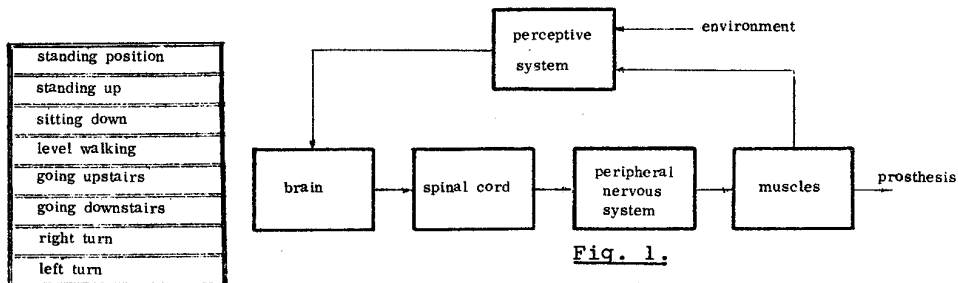 standing position
standing up
sitting down
level walking
going upstairs
going downstairs
right turn
left turn
perceptive
system
environment
brain
spinal cord
peripheral
nervous
system
muscles
prosthesis
Fig. 1.